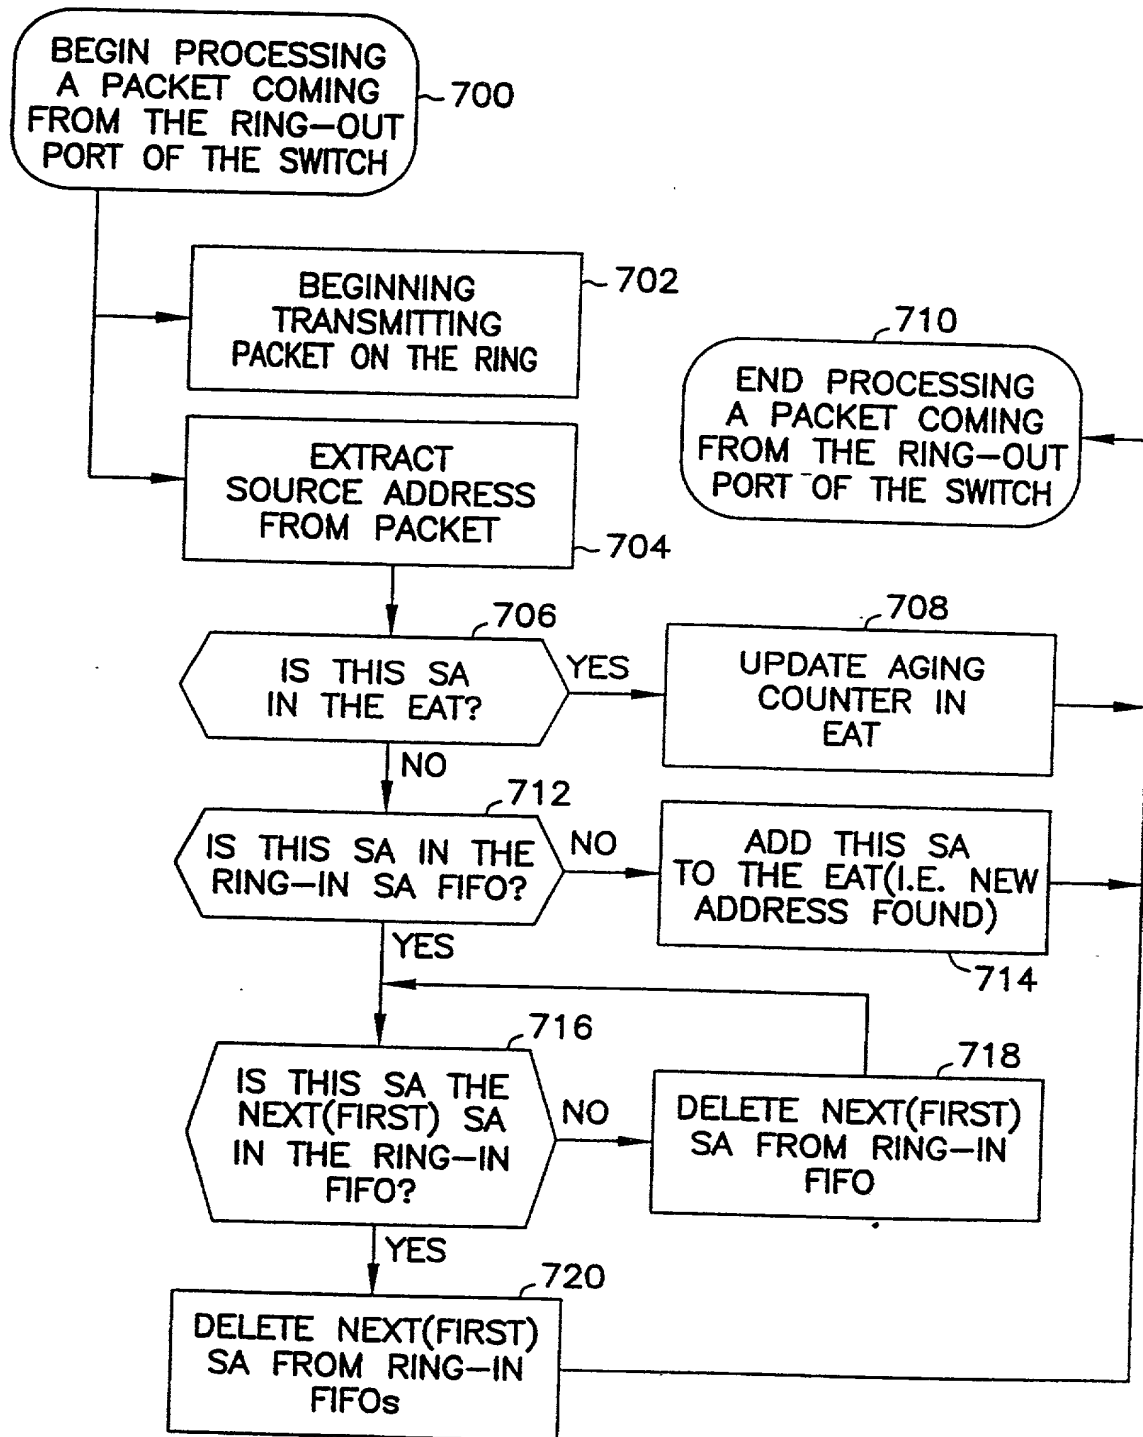 BEGIN PROCESSING
A PACKET COMING
FROM THE RING-OUT
PORT OF THE SWITCH
700
BEGINNING
TRANSMITTING
PACKET ON THE RING
702
710
END PROCESSING
A PACKET COMING
FROM THE RING-OUT
PORT OF THE SWITCH
EXTRACT
SOURCE ADDRESS
FROM PACKET
704
706
IS THIS SA
IN THE EAT?
YES
708
UPDATE AGING
COUNTER IN
EAT
NO
712
IS THIS SA IN THE
RING-IN SA FIFO?
NO
ADD THIS SA
TO THE EAT(I.E. NEW
ADDRESS FOUND)
714
YES
716
IS THIS SA THE
NEXT(FIRST) SA
IN THE RING-IN
FIFO?
NO
718
DELETE NEXT(FIRST)
SA FROM RING-IN
FIFO
YES
720
DELETE NEXT(FIRST)
SA FROM RING-IN
FIFOs